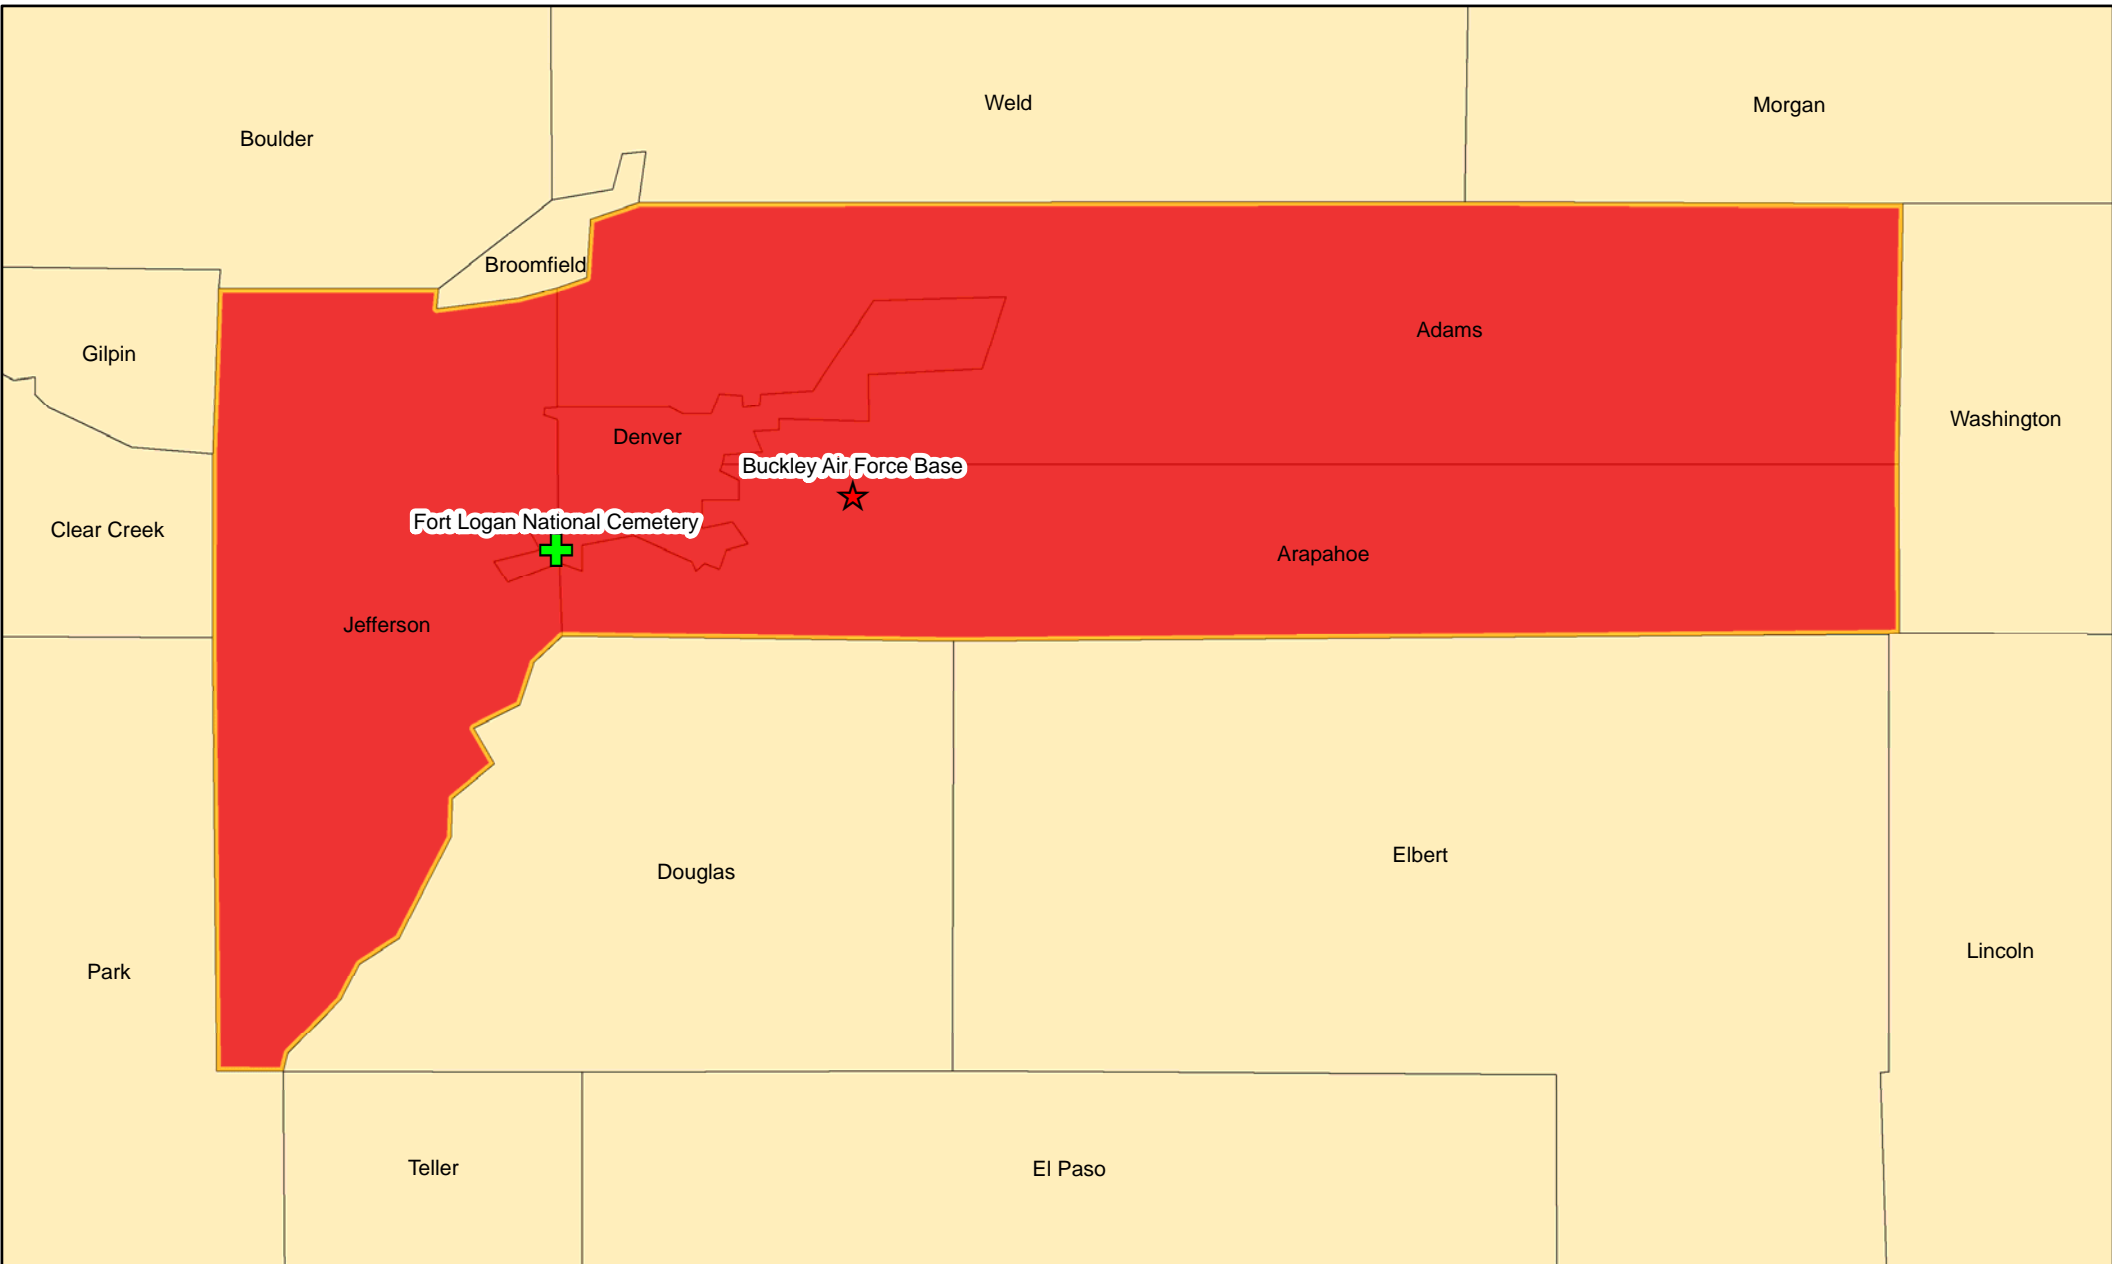 Weld
Morgan
Boulder
Broomfield
Adams
Gilpin
Washington
Denver
Buckley Air Force Base
Fort Logan National Cemetery
Clear Creek
Arapahoe
Jefferson
Elbert
Douglas
Lincoln
Park
Teller
El Paso